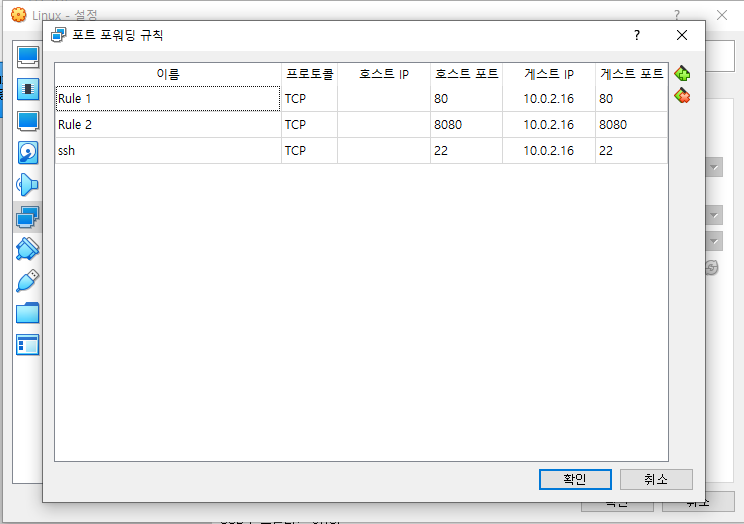 Linux - 설정
포트 포워딩 규칙
이름 프로토콜 호스트 IP 호스트 포트 게스트 IP 게스트 포트
Rule 1 TCP 80 10.0.2.16 80
Rule 2 TCP 8080 10.0.2.16 8080
ssh TCP 22 10.0.2.16 22
확인 취소